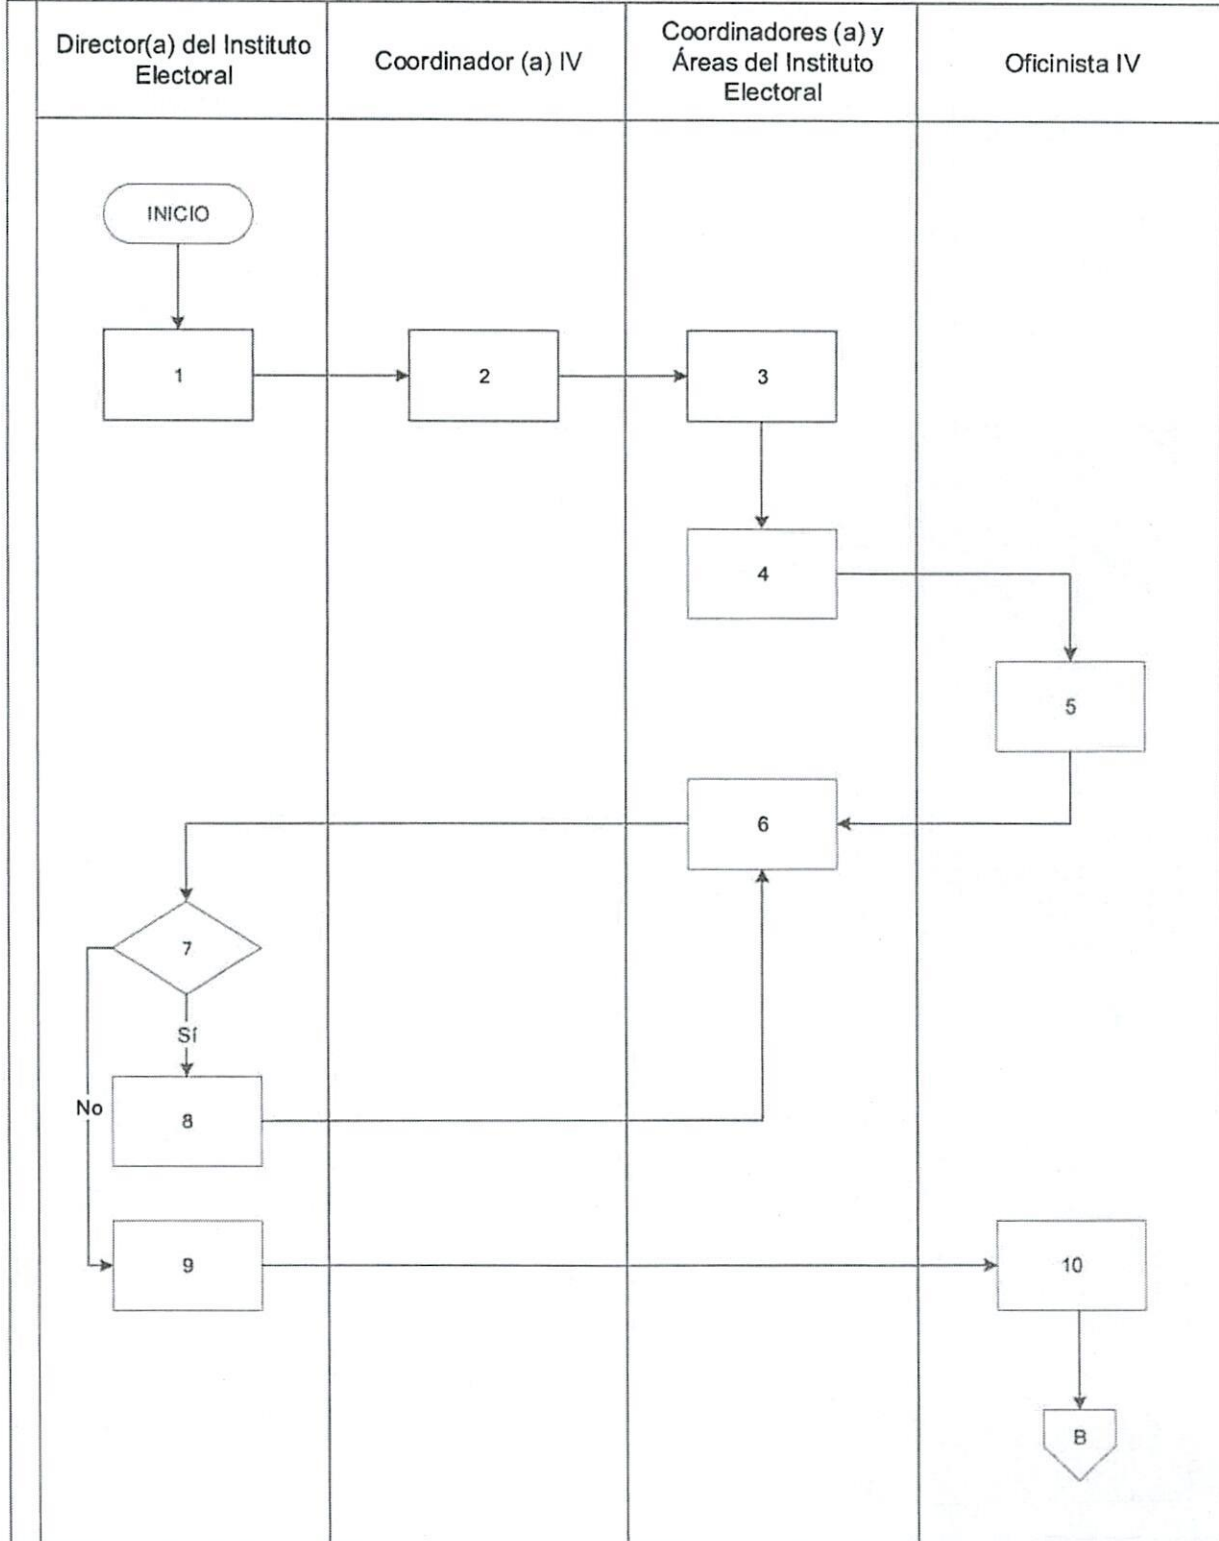 Director(a) del Instituto
Electoral
Coordinador (a) IV
Coordinadores (a) y
Áreas del Instituto
Electoral
Oficinista IV
INICIO
1
2
3
4
5
6
7
Sí
No
8
9
10
B